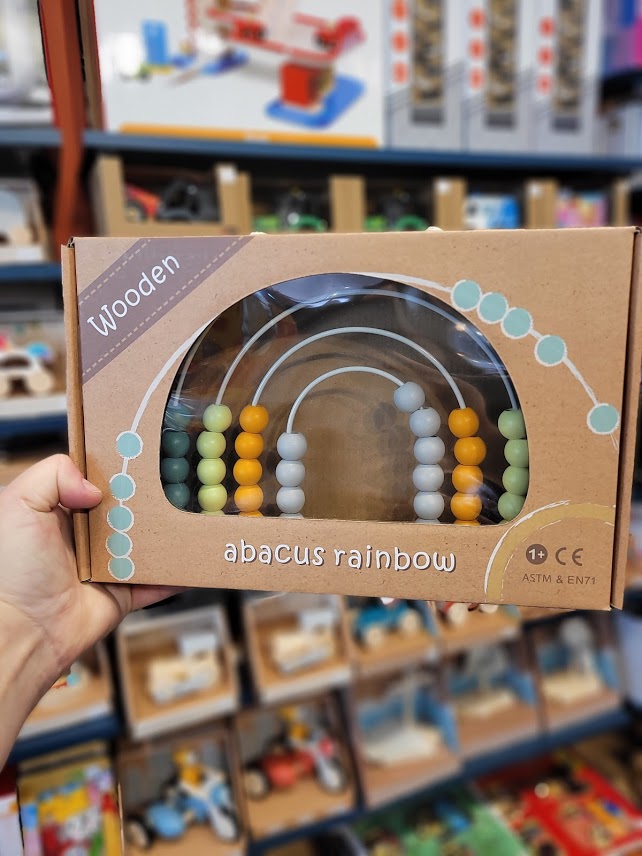 Wooden
abacus rainbow
1+ CE
ASTM & EN71